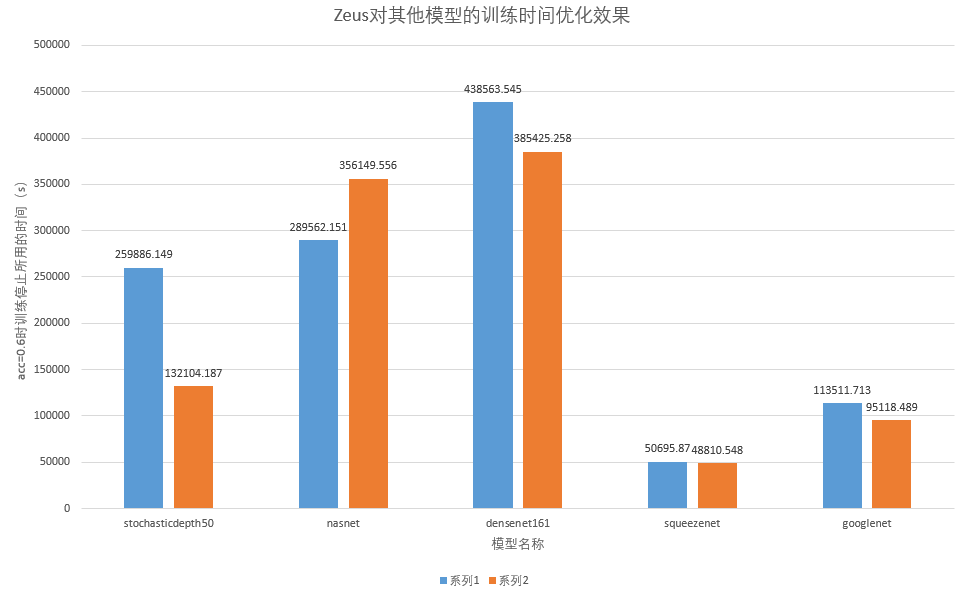 Zeus对其他模型的训练时间优化效果
500000
450000
400000
350000
300000
250000
200000
150000
100000
50000
0
acc=0.6时训练停止所用的时间（s）
259886.149
132104.187
289562.151
356149.556
438563.545
385425.258
50695.87
48810.548
113511.713
95118.489
stochasticdepth50
nasnet
densenet161
squeezenet
googlenet
模型名称
系列1
系列2